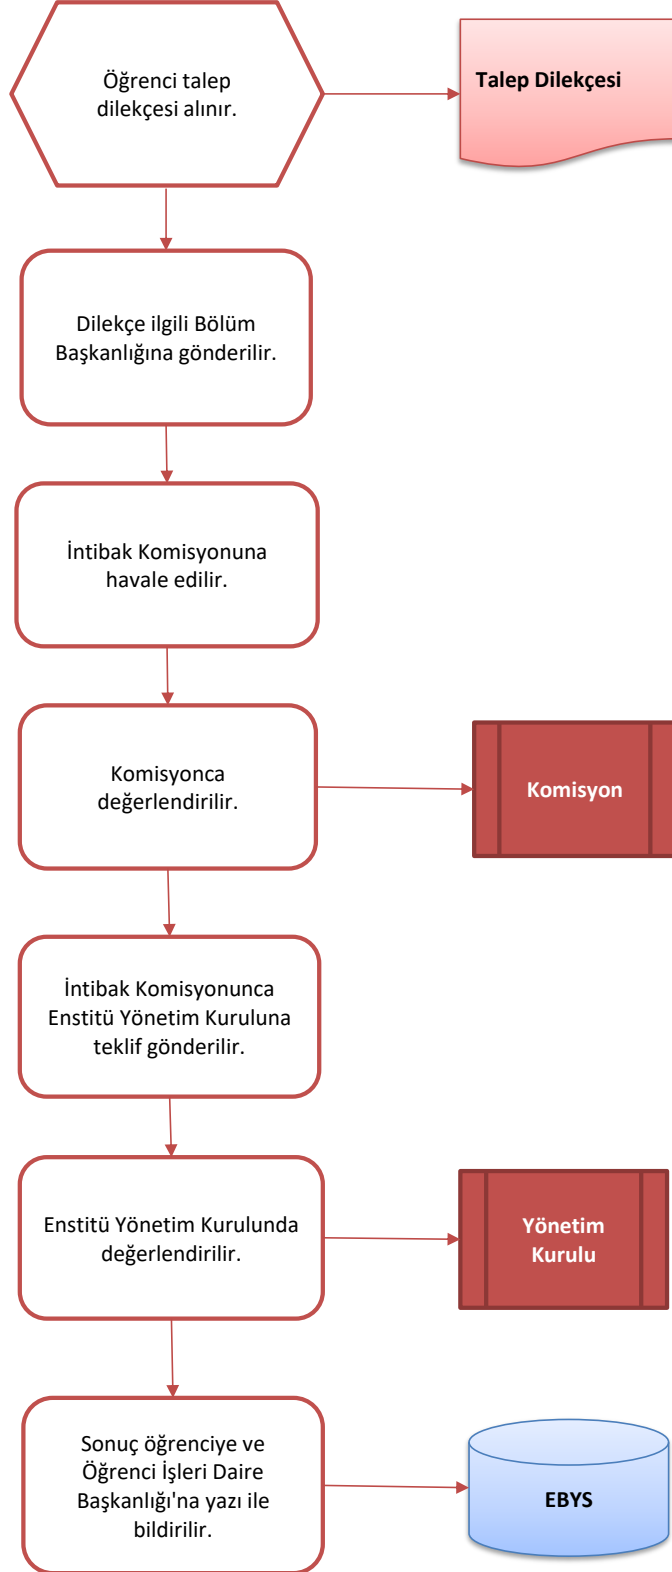 Öğrenci talep
dilekçesi alınır.
Talep Dilekçesi
Dilekçe ilgili Bölüm
Başkanlığına gönderilir.
İntibak Komisyonuna
havale edilir.
Komisyonca
değerlendirilir.
Komisyon
İntibak Komisyonunca
Enstitü Yönetim Kuruluna
teklif gönderilir.
Enstitü Yönetim Kurulunda
değerlendirilir.
Yönetim
Kurulu
Sonuç öğrenciye ve
Öğrenci İşleri Daire
Başkanlığı'na yazı ile
bildirilir.
EBYS